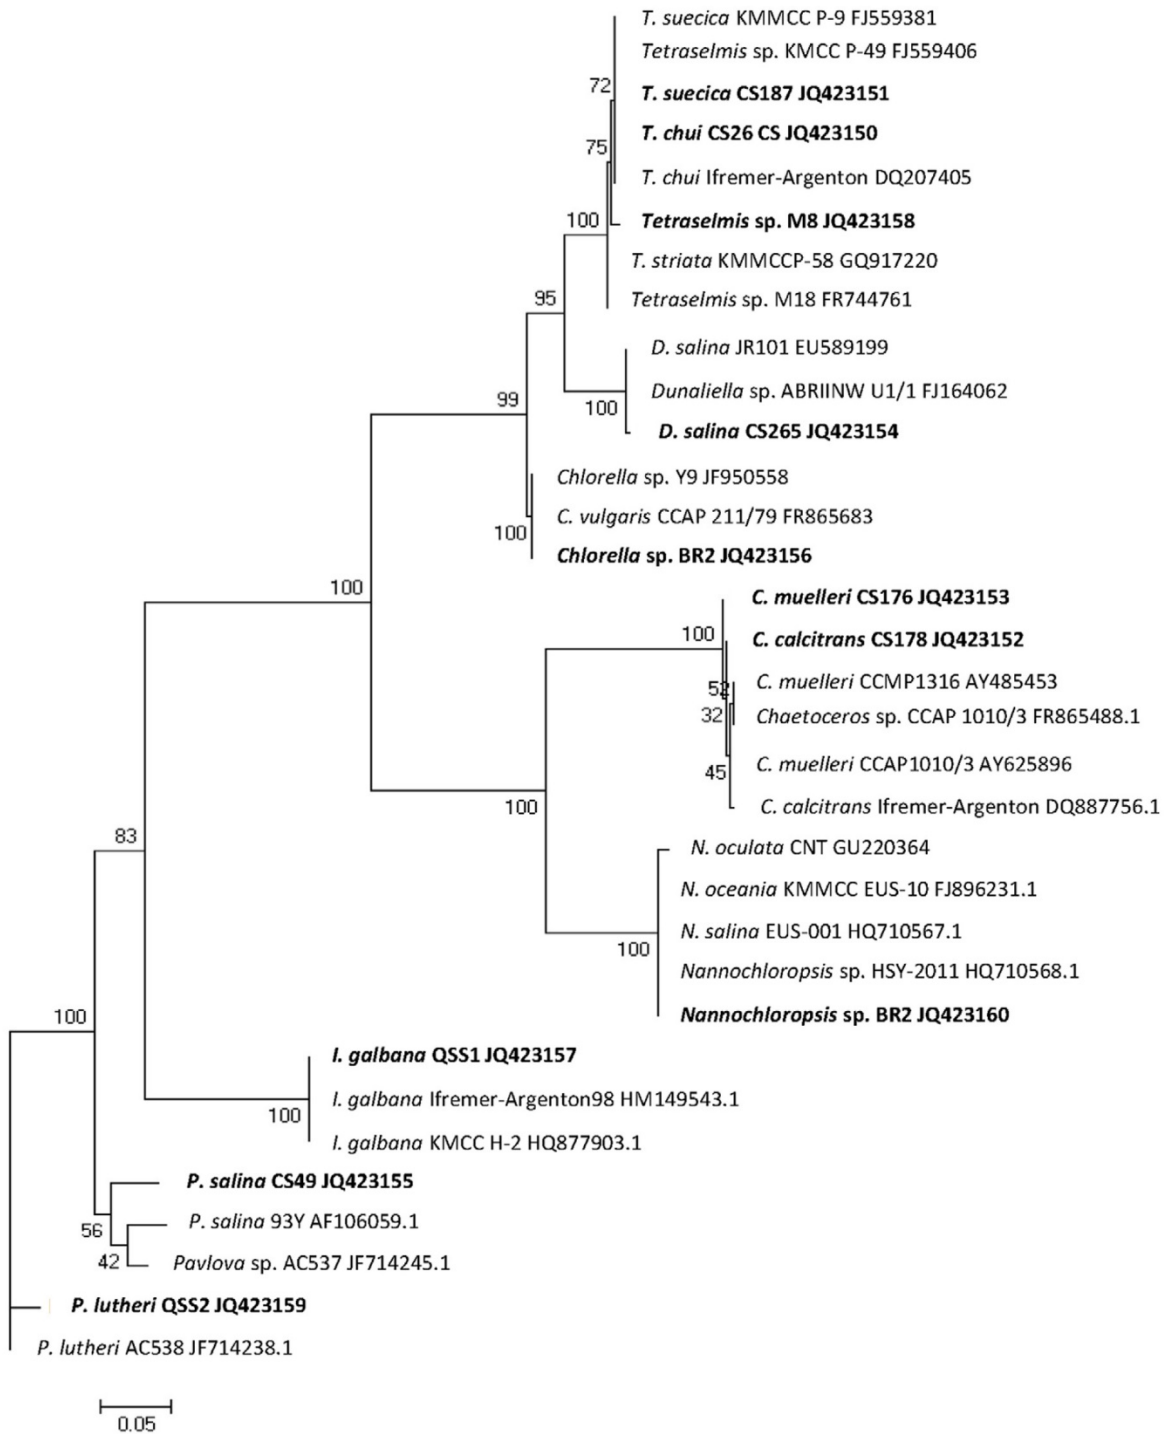 T. suecica KMMCC P-9 FJ559381
Tetraselmis sp. KMCC P-49 FJ559406
72
T. suecica CS187 JQ423151
T. chui CS26 CS JQ423150
75
T. chui Ifremer-Argenton DQ207405
100
Tetraselmis sp. M8 JQ423158
T. striata KMMCCP-58 GQ917220
95
Tetraselmis sp. M18 FR744761
D. salina JR101 EU589199
Dunaliella sp. ABRIINW U1/1 FJ164062
99
100
D. salina CS265 JQ423154
Chlorella sp. Y9 JF950558
C. vulgaris CCAP 211/79 FR865683
100
Chlorella sp. BR2 JQ423156
100
C. muelleri CS176 JQ423153
100
C. calcitrans CS178 JQ423152
C. muelleri CCMP1316 AY485453
52
Chaetoceros sp. CCAP 1010/3 FR865488.1
32
C. muelleri CCAP1010/3 AY625896
45
C. calcitrans Ifremer-Argenton DQ887756.1
100
83
N. oculata CNT GU220364
N. oceania KMMCC EUS-10 FJ896231.1
N. salina EUS-001 HQ710567.1
100
Nannochloropsis sp. HSY-2011 HQ710568.1
Nannochloropsis sp. BR2 JQ423160
100
I. galbana QSS1 JQ423157
I. galbana Ifremer-Argenton98 HM149543.1
100
I. galbana KMCC H-2 HQ877903.1
P. salina CS49 JQ423155
P. salina 93Y AF106059.1
56
Pavlova sp. AC537 JF714245.1
42
P. lutheri QSS2 JQ423159
P. lutheri AC538 JF714238.1
0.05